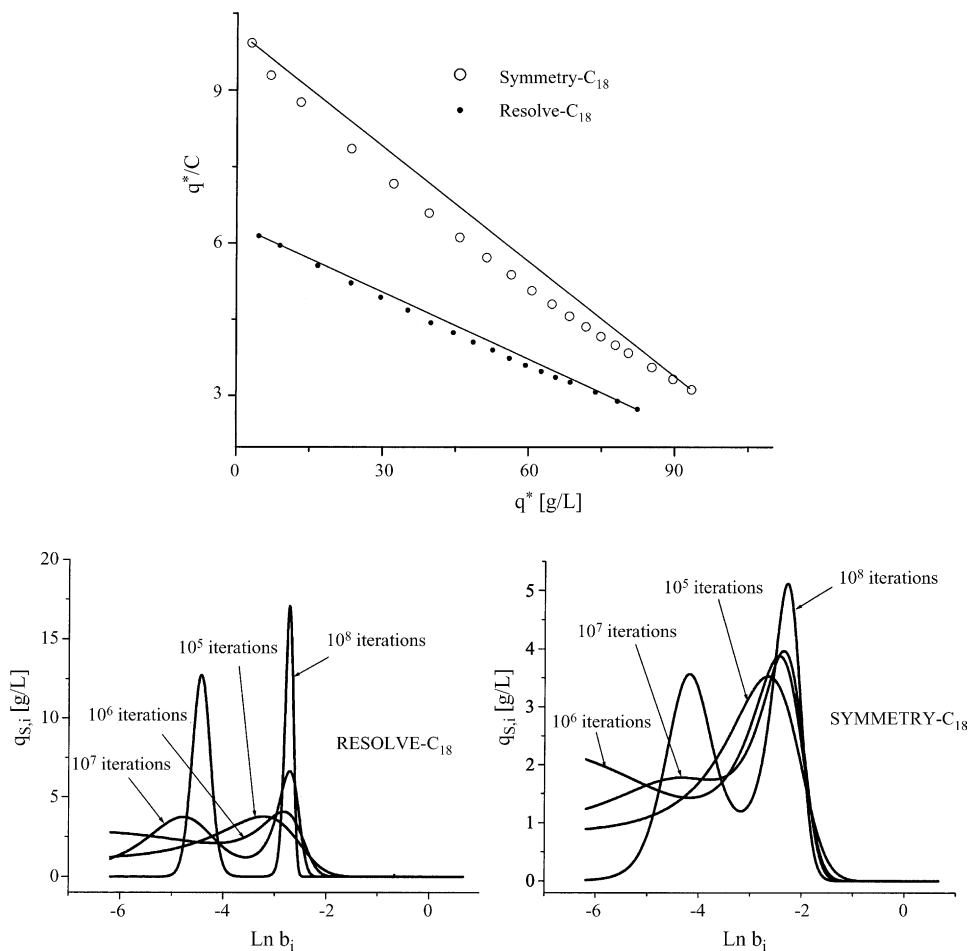 9
6
3
q*/C
Symmetry-C18
Resolve-C18
0
30
60
90
q* [g/L]
20
15
10
5
0
qS,i [g/L]
10^5 iterations
10^8 iterations
10^6 iterations
10^7 iterations
RESOLVE-C18
-6
-4
-2
0
Ln bi
5
4
3
2
1
0
qS,i [g/L]
10^5 iterations
10^8 iterations
10^7 iterations
10^6 iterations
SYMMETRY-C18
-6
-4
-2
0
Ln bi